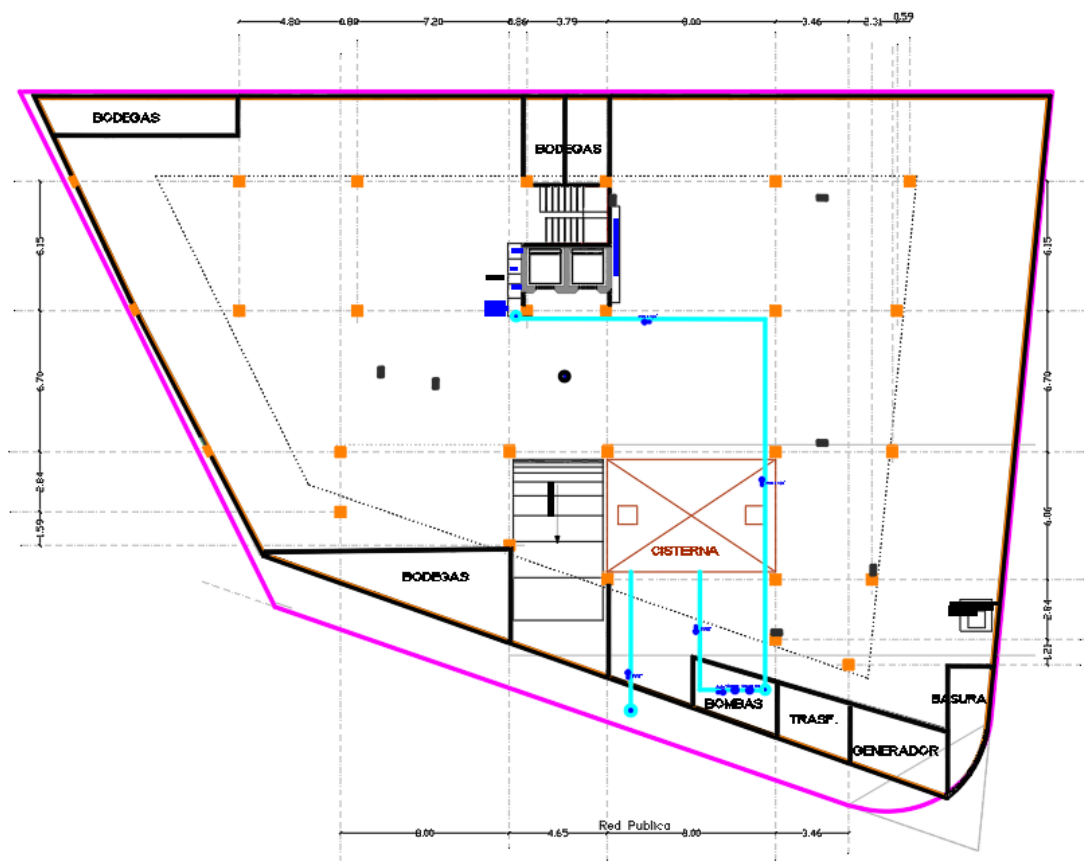 4.80 0.80 7.20 0.86 3.79 8.00 3.46 2.31 0.59
BODEGAS
BODEGAS
6.15 6.15
6.70 6.70
2.84 6.06
1.59
CISTERNA
BODEGAS
2.84
1.21
BOMBAS
BASURA
TRASF.
GENERADOR
Red Publica
8.00 4.65 8.00 3.46